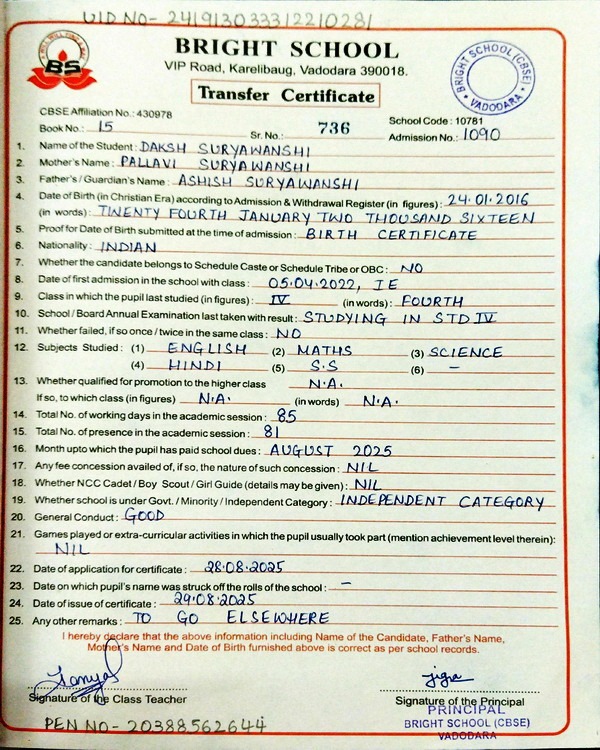 UID NO- 241913033312210281
BRIGHT SCHOOL
VIP Road, Karelibaug, Vadodara 390018.
BS
BRIGHT SCHOOL (CBSE)
VADODARA
Transfer Certificate
CBSE Affiliation No.: 430978
School Code : 10781
Book No.: 15 Sr. No.: 736 Admission No.: 1090
1. Name of the Student : DAKSH SURYAWANSHI
2. Mother's Name : PALLAVI SURYAWANSHI
3. Father's / Guardian's Name : ASHISH SURYAWANSHI
4. Date of Birth (in Christian Era) according to Admission & Withdrawal Register (in figures) : 24.01.2016
(in words) : TWENTY FOURTH JANUARY TWO THOUSAND SIXTEEN
5. Proof for Date of Birth submitted at the time of admission : BIRTH CERTIFICATE
6. Nationality : INDIAN
7. Whether the candidate belongs to Schedule Caste or Schedule Tribe or OBC : NO
8. Date of first admission in the school with class : 05.04.2022, IE
9. Class in which the pupil last studied (in figures) : IV (in words) : FOURTH
10. School / Board Annual Examination last taken with result : STUDYING IN STD IV
11. Whether failed, if so once / twice in the same class : NO
12. Subjects Studied : (1) ENGLISH (2) MATHS (3) SCIENCE
(4) HINDI (5) S.S (6) –
13. Whether qualified for promotion to the higher class N.A.
If so, to which class (in figures) N.A. (in words) N.A.
14. Total No. of working days in the academic session : 85
15. Total No. of presence in the academic session : 81
16. Month upto which the pupil has paid school dues : AUGUST 2025
17. Any fee concession availed of, if so, the nature of such concession : NIL
18. Whether NCC Cadet / Boy Scout / Girl Guide (details may be given) : NIL
19. Whether school is under Govt. / Minority / Independent Category : INDEPENDENT CATEGORY
20. General Conduct : GOOD
21. Games played or extra-curricular activities in which the pupil usually took part (mention achievement level therein):
NIL
22. Date of application for certificate : 28.08.2025
23. Date on which pupil's name was struck off the rolls of the school : –
24. Date of issue of certificate : 29.08.2025
25. Any other remarks : TO GO ELSEWHERE
I hereby declare that the above information including Name of the Candidate, Father's Name,
Mother's Name and Date of Birth furnished above is correct as per school records.
Signature of the Class Teacher
Signature of the Principal
PRINCIPAL
BRIGHT SCHOOL (CBSE)
VADODARA
PEN NO- 20388562644